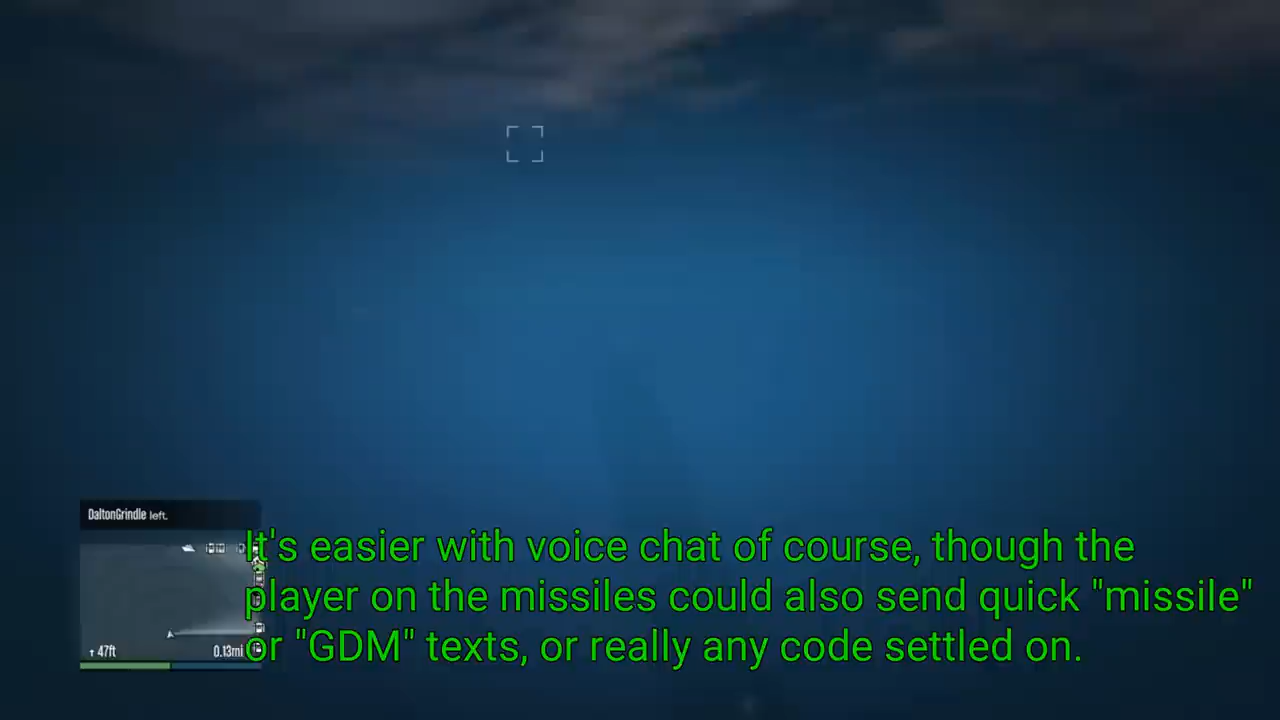 DaltonGrindle left.
It's easier with voice chat of course, though the
player on the missiles could also send quick "missile"
or "GDM" texts, or really any code settled on.
↑ 47ft 0.13mi